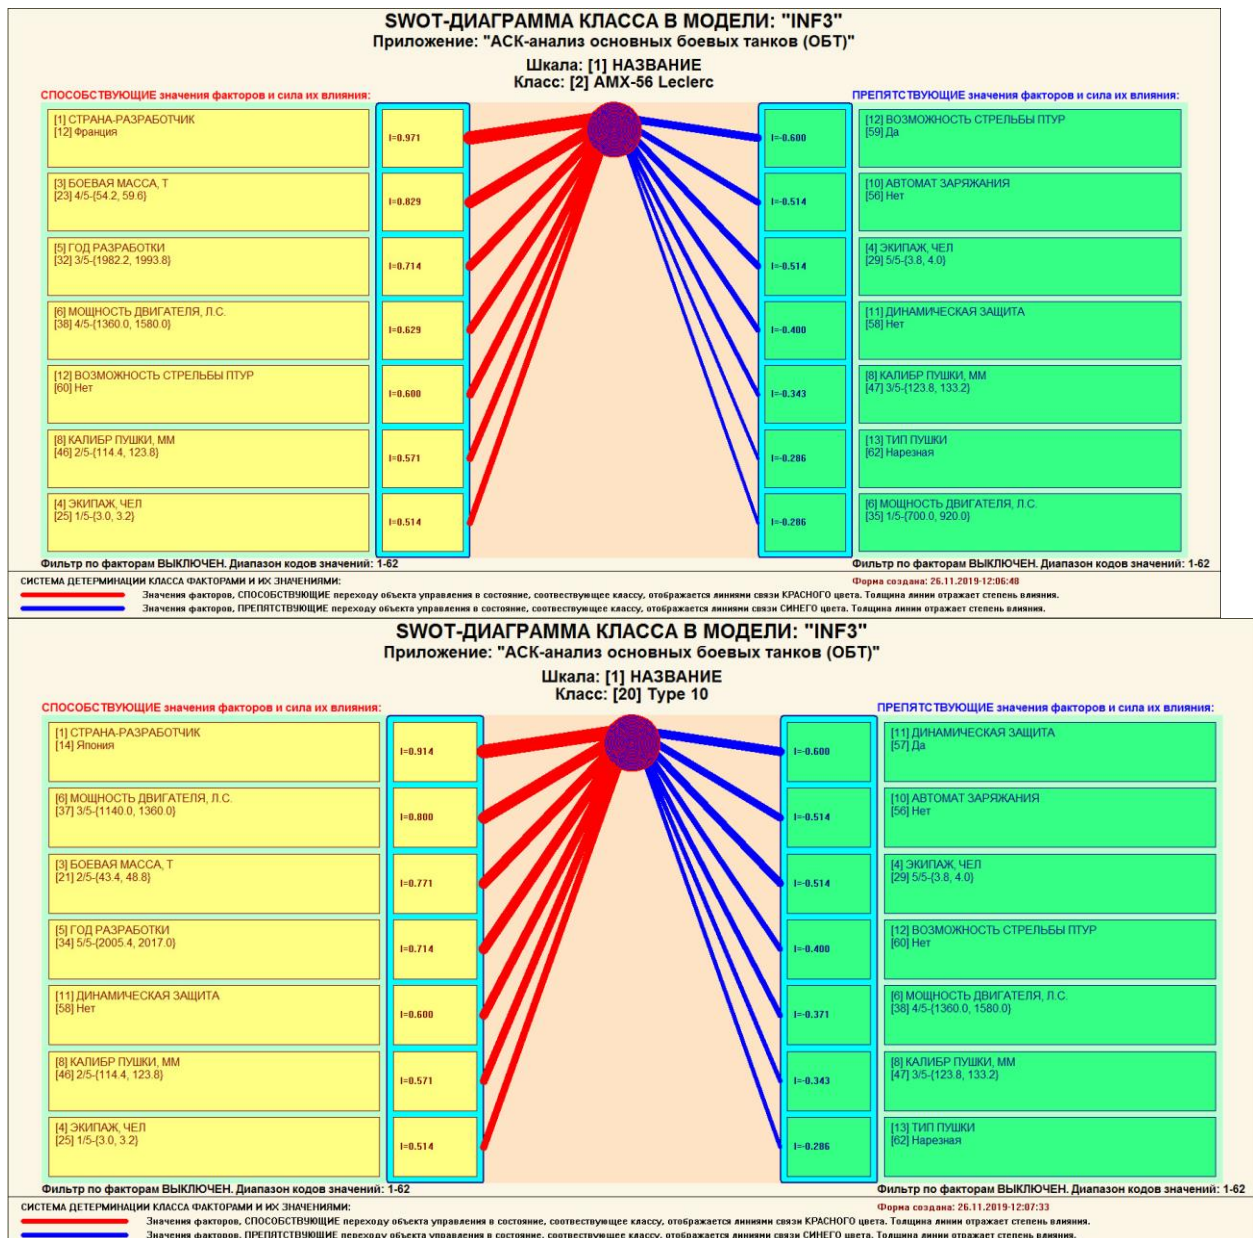 SWOT-ДИАГРАММА КЛАССА В МОДЕЛИ: "INF3"
Приложение: "АСК-анализ основных боевых танков (ОБТ)"
Шкала: [1] НАЗВАНИЕ
Класс: [2] AMX-56 Leclerc
СПОСОБСТВУЮЩИЕ значения факторов и сила их влияния:
[1] СТРАНА-РАЗРАБОТЧИК
[12] Франция
I=0.971
[3] БОЕВАЯ МАССА, Т
[23] 4/5-{54.2, 59.6}
I=0.829
[5] ГОД РАЗРАБОТКИ
[32] 3/5-{1982.2, 1993.8}
I=0.714
[6] МОЩНОСТЬ ДВИГАТЕЛЯ, Л.С.
[38] 4/5-{1360.0, 1580.0}
I=0.629
[12] ВОЗМОЖНОСТЬ СТРЕЛЬБЫ ПТУР
[60] Нет
I=0.600
[8] КАЛИБР ПУШКИ, ММ
[46] 2/5-{114.4, 123.8}
I=0.571
[4] ЭКИПАЖ, ЧЕЛ
[25] 1/5-{3.0, 3.2}
I=0.514
ПРЕПЯТСТВУЮЩИЕ значения факторов и сила их влияния:
I=-0.600
[12] ВОЗМОЖНОСТЬ СТРЕЛЬБЫ ПТУР
[59] Да
I=-0.514
[10] АВТОМАТ ЗАРЯЖАНИЯ
[56] Нет
I=-0.514
[4] ЭКИПАЖ, ЧЕЛ
[29] 5/5-{3.8, 4.0}
I=-0.400
[11] ДИНАМИЧЕСКАЯ ЗАЩИТА
[58] Нет
I=-0.343
[8] КАЛИБР ПУШКИ, ММ
[47] 3/5-{123.8, 133.2}
I=-0.286
[13] ТИП ПУШКИ
[62] Нарезная
I=-0.286
[6] МОЩНОСТЬ ДВИГАТЕЛЯ, Л.С.
[35] 1/5-{700.0, 920.0}
Фильтр по факторам ВЫКЛЮЧЕН. Диапазон кодов значений: 1-62
Фильтр по факторам ВЫКЛЮЧЕН. Диапазон кодов значений: 1-62
СИСТЕМА ДЕТЕРМИНАЦИИ КЛАССА ФАКТОРАМИ И ИХ ЗНАЧЕНИЯМИ:
Форма создана: 26.11.2019-12:06:48
Значения факторов, СПОСОБСТВУЮЩИЕ переходу объекта управления в состояние, соотвествующее классу, отображается линиями связи КРАСНОГО цвета. Толщина линии отражает степень влияния.
Значения факторов, ПРЕПЯТСТВУЮЩИЕ переходу объекта управления в состояние, соотвествующее классу, отображается линиями связи СИНЕГО цвета. Толщина линии отражает степень влияния.
SWOT-ДИАГРАММА КЛАССА В МОДЕЛИ: "INF3"
Приложение: "АСК-анализ основных боевых танков (ОБТ)"
Шкала: [1] НАЗВАНИЕ
Класс: [20] Type 10
СПОСОБСТВУЮЩИЕ значения факторов и сила их влияния:
[1] СТРАНА-РАЗРАБОТЧИК
[14] Япония
I=0.914
[6] МОЩНОСТЬ ДВИГАТЕЛЯ, Л.С.
[37] 3/5-{1140.0, 1360.0}
I=0.800
[3] БОЕВАЯ МАССА, Т
[21] 2/5-{43.4, 48.8}
I=0.771
[5] ГОД РАЗРАБОТКИ
[34] 5/5-{2005.4, 2017.0}
I=0.714
[11] ДИНАМИЧЕСКАЯ ЗАЩИТА
[58] Нет
I=0.600
[8] КАЛИБР ПУШКИ, ММ
[46] 2/5-{114.4, 123.8}
I=0.571
[4] ЭКИПАЖ, ЧЕЛ
[25] 1/5-{3.0, 3.2}
I=0.514
ПРЕПЯТСТВУЮЩИЕ значения факторов и сила их влияния:
I=-0.600
[11] ДИНАМИЧЕСКАЯ ЗАЩИТА
[57] Да
I=-0.514
[10] АВТОМАТ ЗАРЯЖАНИЯ
[56] Нет
I=-0.514
[4] ЭКИПАЖ, ЧЕЛ
[29] 5/5-{3.8, 4.0}
I=-0.400
[12] ВОЗМОЖНОСТЬ СТРЕЛЬБЫ ПТУР
[60] Нет
I=-0.371
[6] МОЩНОСТЬ ДВИГАТЕЛЯ, Л.С.
[38] 4/5-{1360.0, 1580.0}
I=-0.343
[8] КАЛИБР ПУШКИ, ММ
[47] 3/5-{123.8, 133.2}
I=-0.286
[13] ТИП ПУШКИ
[62] Нарезная
Фильтр по факторам ВЫКЛЮЧЕН. Диапазон кодов значений: 1-62
Фильтр по факторам ВЫКЛЮЧЕН. Диапазон кодов значений: 1-62
СИСТЕМА ДЕТЕРМИНАЦИИ КЛАССА ФАКТОРАМИ И ИХ ЗНАЧЕНИЯМИ:
Форма создана: 26.11.2019-12:07:33
Значения факторов, СПОСОБСТВУЮЩИЕ переходу объекта управления в состояние, соотвествующее классу, отображается линиями связи КРАСНОГО цвета. Толщина линии отражает степень влияния.
Значения факторов, ПРЕПЯТСТВУЮЩИЕ переходу объекта управления в состояние, соотвествующее классу, отображается линиями связи СИНЕГО цвета. Толщина линии отражает степень влияния.